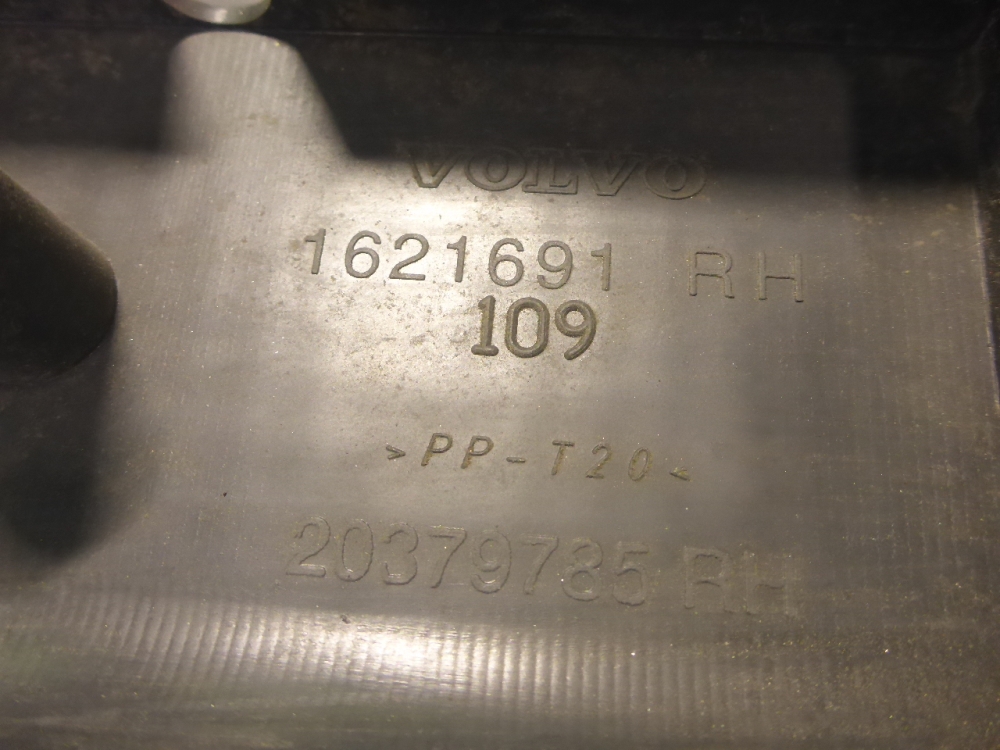 VOLVO
1621691 RH
109
>PP-T20<
20379785 RH